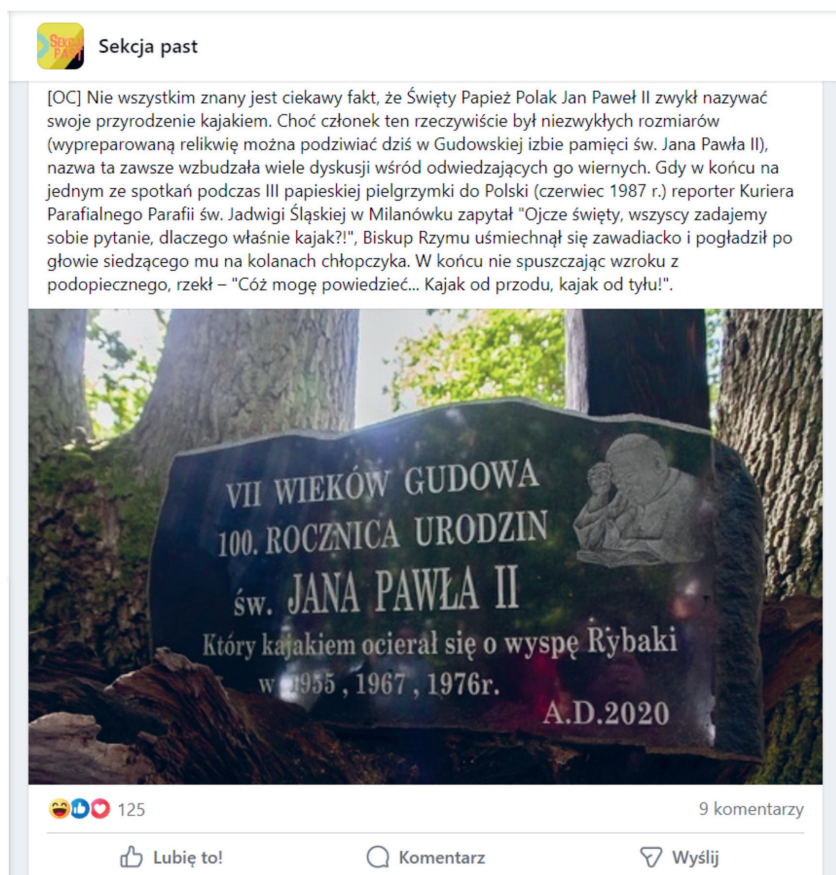 SEKCJA
PAST
Sekcja past
[OC] Nie wszystkim znany jest ciekawy fakt, że Święty Papież Polak Jan Paweł II zwykł nazywać
swoje przyrodzenie kajakiem. Choć członek ten rzeczywiście był niezwykłych rozmiarów
(wypreparowaną relikwię można podziwiać dziś w Gudowskiej izbie pamięci św. Jana Pawła II),
nazwa ta zawsze wzbudzała wiele dyskusji wśród odwiedzających go wiernych. Gdy w końcu na
jednym ze spotkań podczas III papieskiej pielgrzymki do Polski (czerwiec 1987 r.) reporter Kuriera
Parafialnego Parafii św. Jadwigi Śląskiej w Milanówku zapytał "Ojcze święty, wszyscy zadajemy
sobie pytanie, dlaczego właśnie kajak?!", Biskup Rzymu uśmiechnął się zawadiacko i pogładził po
głowie siedzącego mu na kolanach chłopczyka. W końcu nie spuszczając wzroku z
podopiecznego, rzekł – "Cóż mogę powiedzieć... Kajak od przodu, kajak od tyłu!".
VII WIEKÓW GUDOWA
100. ROCZNICA URODZIN
św. JANA PAWŁA II
Który kajakiem ocierał się o wyspę Rybaki
w 1955 , 1967 , 1976r.
A.D.2020
125
9 komentarzy
Lubię to!
Komentarz
Wyślij